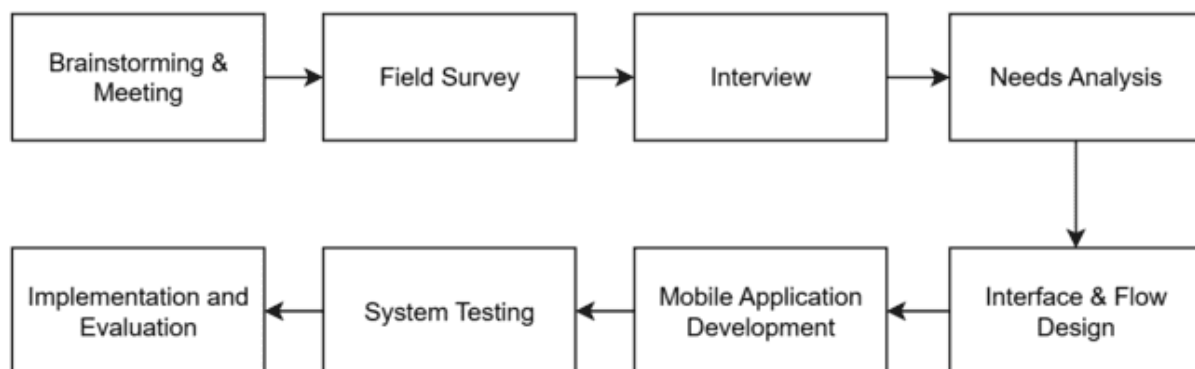 Brainstorming &
Meeting
Field Survey
Interview
Needs Analysis
Implementation and
Evaluation
System Testing
Mobile Application
Development
Interface & Flow
Design